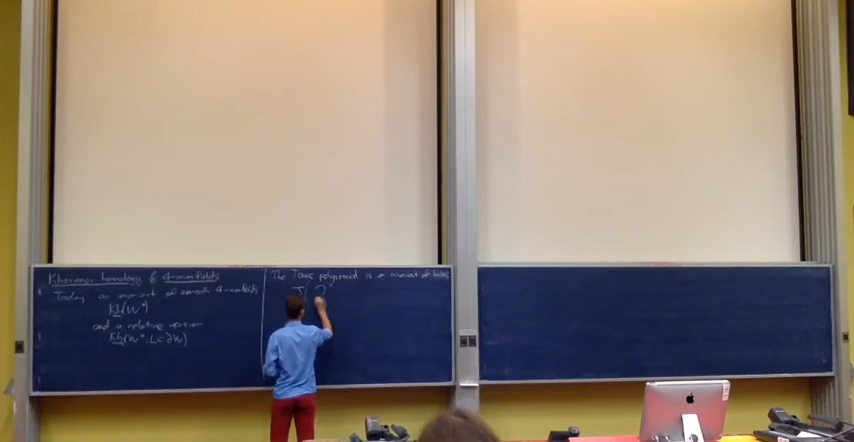 Khovanov homology & 4-manifolds
Today an invariant of smooth 4-manifolds
Kh(W⁴)
and a relative version
Kh(W⁴, L⊂∂W)
The Jones polynomial is an invariant of links
J